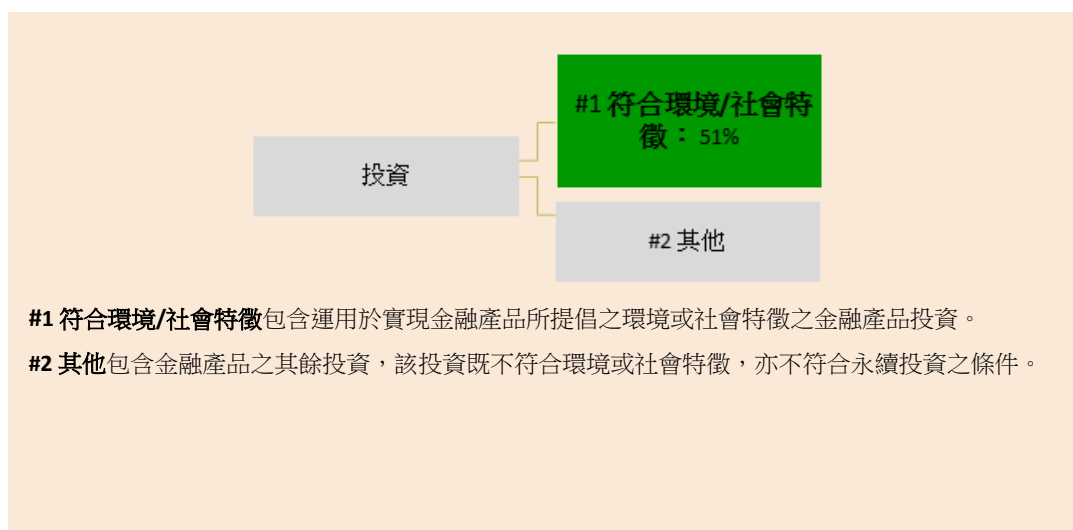 #1 符合環境/社會特
徵： 51%
投資
#2 其他
#1 符合環境/社會特徵包含運用於實現金融產品所提倡之環境或社會特徵之金融產品投資。
#2 其他包含金融產品之其餘投資，該投資既不符合環境或社會特徵，亦不符合永續投資之條件。